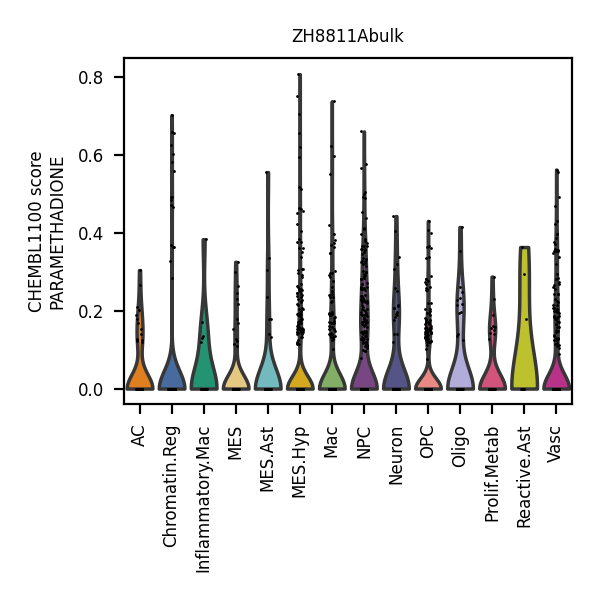 ZH8811Abulk
CHEMBL1100 score
PARAMETHADIONE
0.8
0.6
0.4
0.2
0.0
AC
Chromatin.Reg
Inflammatory.Mac
MES
MES.Ast
MES.Hyp
Mac
NPC
Neuron
OPC
Oligo
Prolif.Metab
Reactive.Ast
Vasc